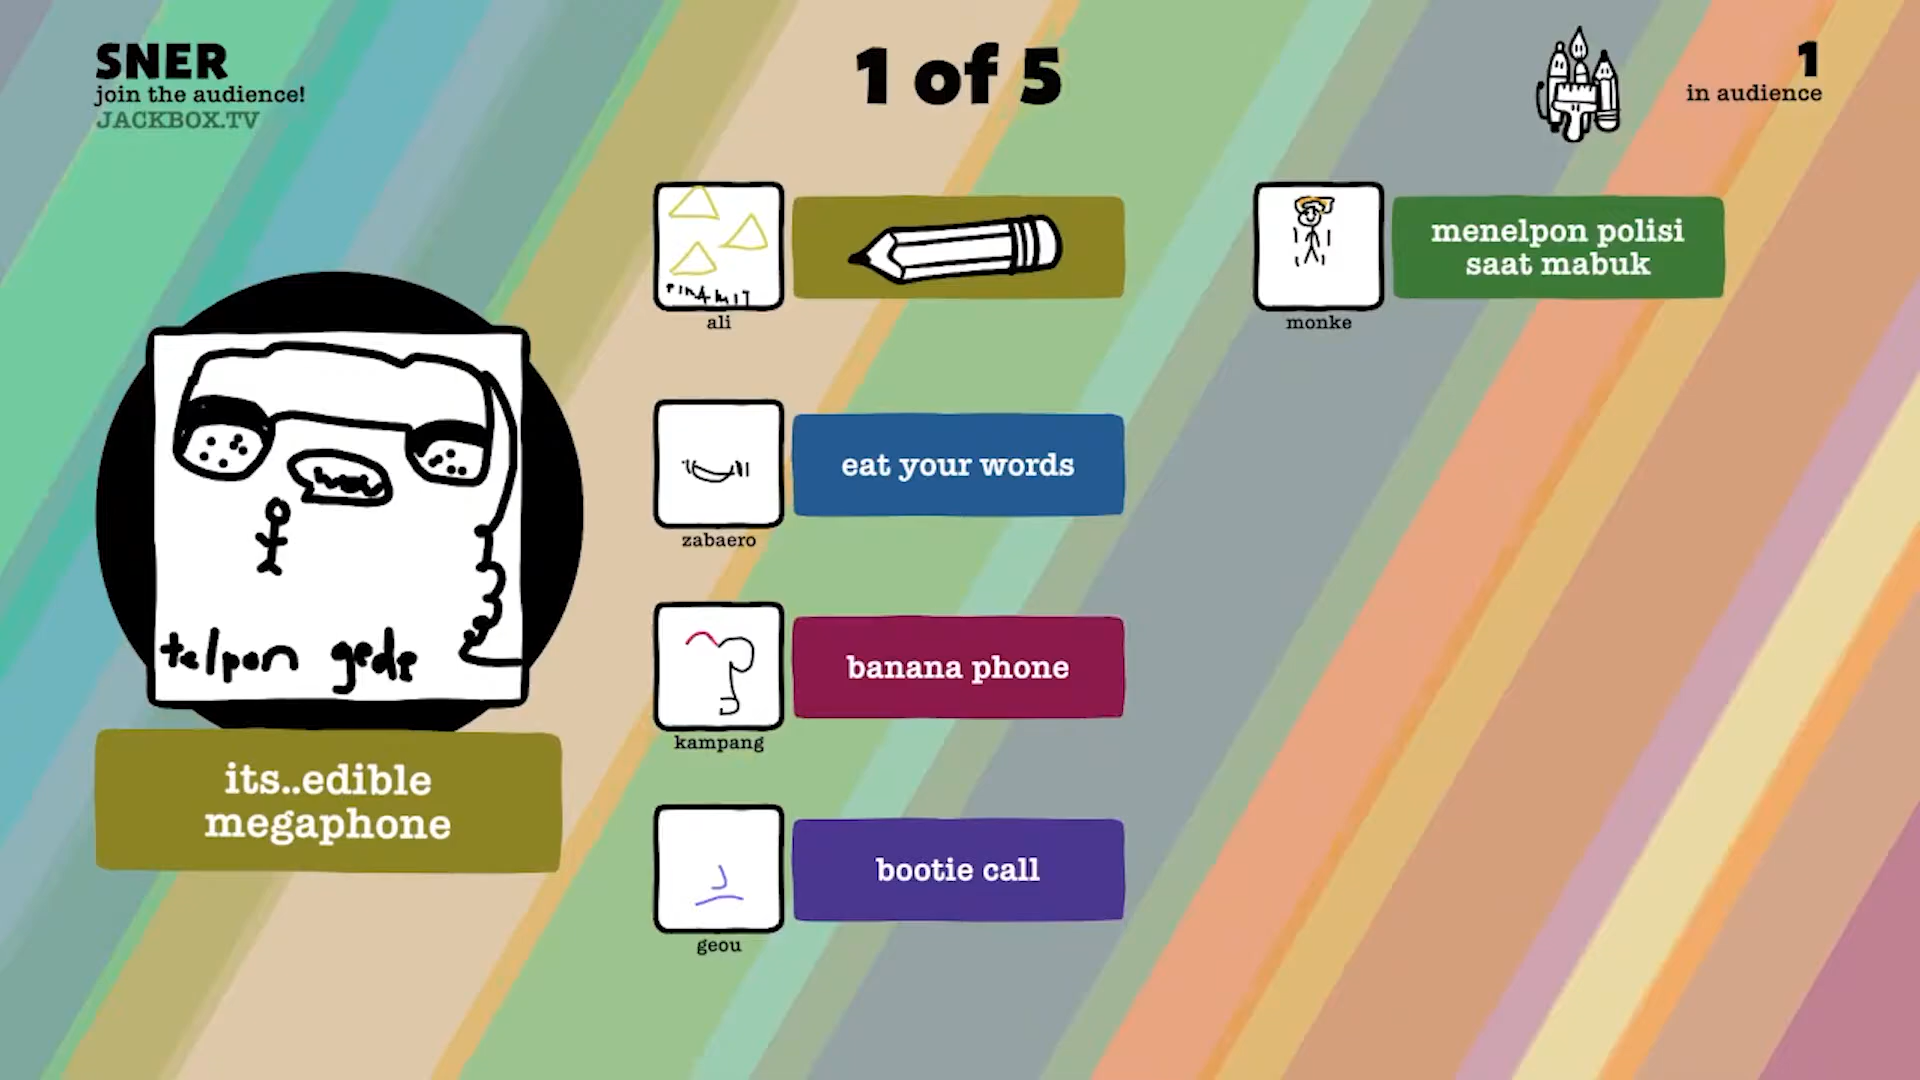 SNER
join the audience!
JACKBOX.TV
1 of 5
1
in audience
telpon gede
its..edible
megaphone
ali
zabaero
eat your words
kampang
banana phone
geou
bootie call
monke
menelpon polisi
saat mabuk